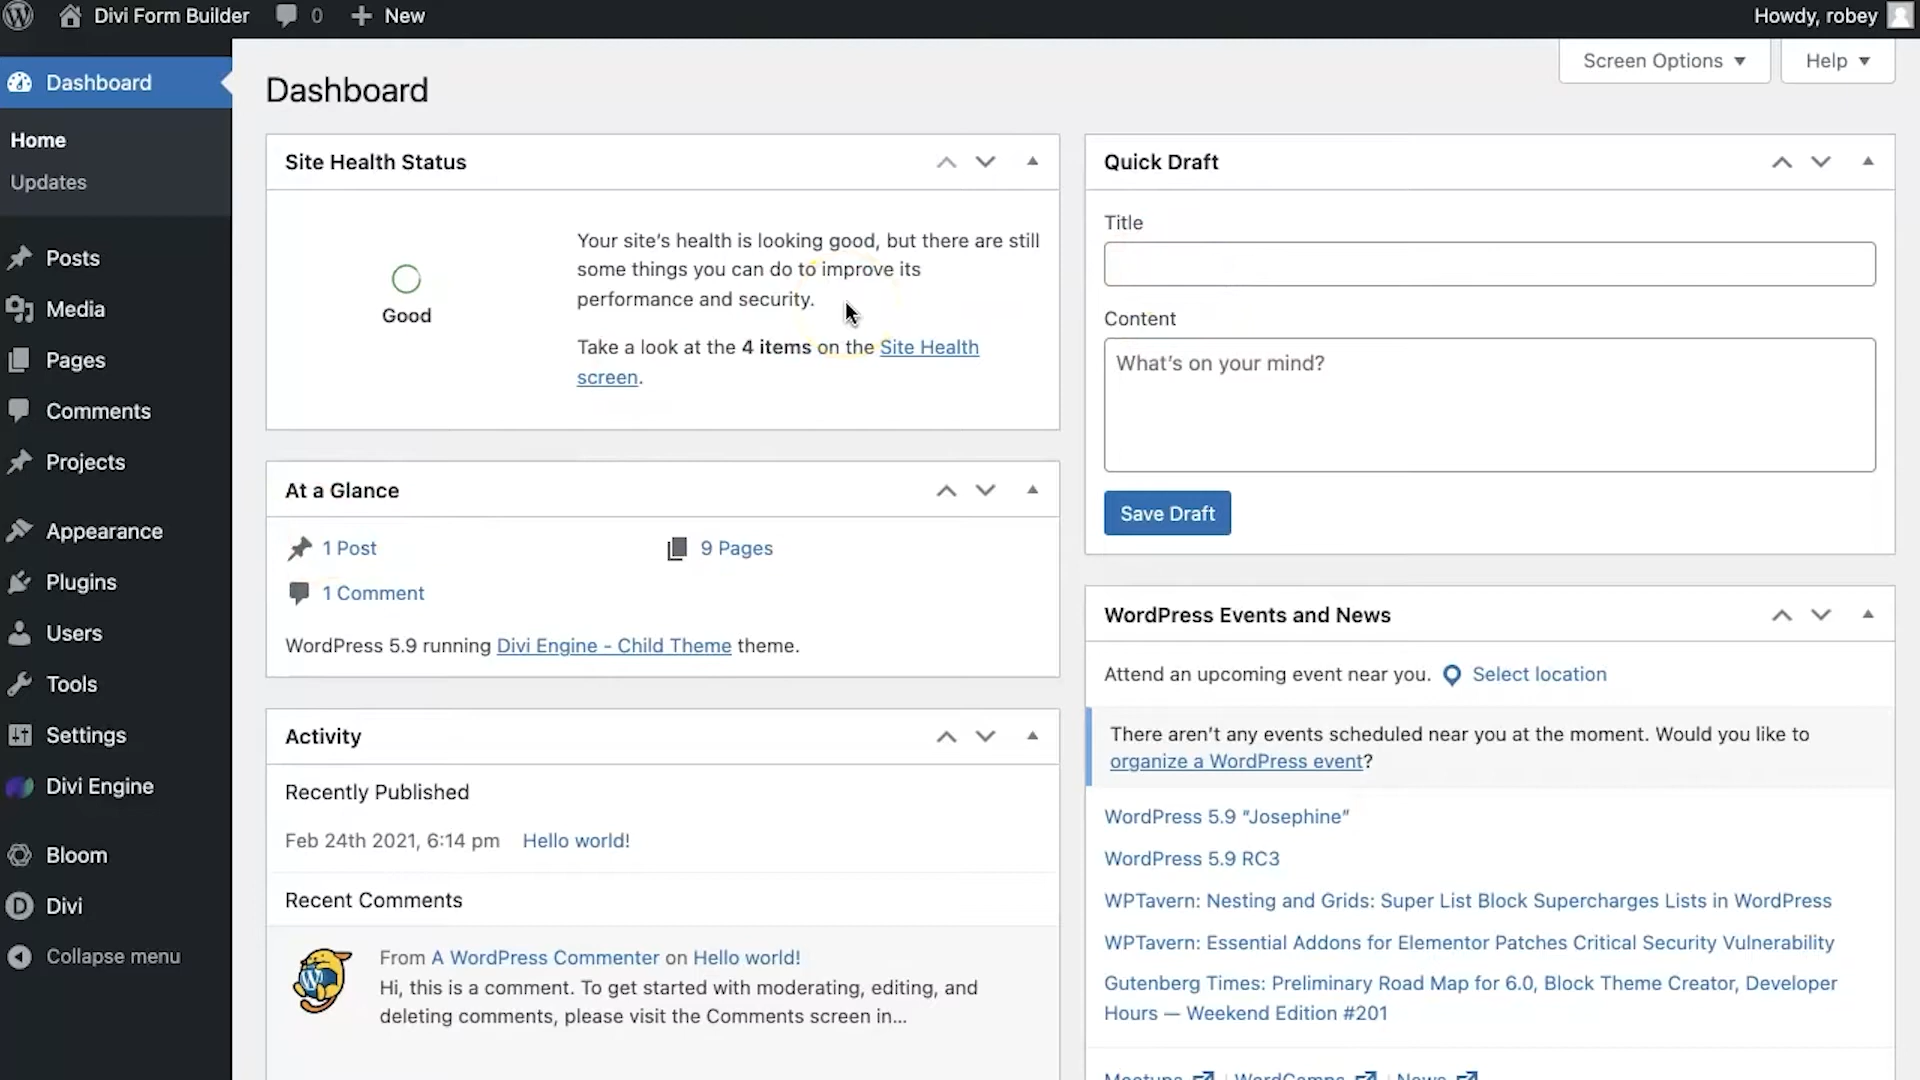 Divi Form Builder
0
New
Howdy, robey
Screen Options
Help
Dashboard
Home
Updates
Posts
Media
Pages
Comments
Projects
Appearance
Plugins
Users
Tools
Settings
Divi Engine
Bloom
Divi
Collapse menu
Dashboard
Site Health Status
Good
Your site's health is looking good, but there are still
some things you can do to improve its
performance and security.
Take a look at the 4 items on the Site Health
screen.
At a Glance
1 Post
9 Pages
1 Comment
WordPress 5.9 running Divi Engine - Child Theme theme.
Activity
Recently Published
Feb 24th 2021, 6:14 pm Hello world!
Recent Comments
From A WordPress Commenter on Hello world!
Hi, this is a comment. To get started with moderating, editing, and
deleting comments, please visit the Comments screen in...
Quick Draft
Title
Content
What's on your mind?
Save Draft
WordPress Events and News
Attend an upcoming event near you. Select location
There aren't any events scheduled near you at the moment. Would you like to
organize a WordPress event?
WordPress 5.9 “Josephine”
WordPress 5.9 RC3
WPTavern: Nesting and Grids: Super List Block Supercharges Lists in WordPress
WPTavern: Essential Addons for Elementor Patches Critical Security Vulnerability
Gutenberg Times: Preliminary Road Map for 6.0, Block Theme Creator, Developer
Hours — Weekend Edition #201
Meetups | WordCamps | News